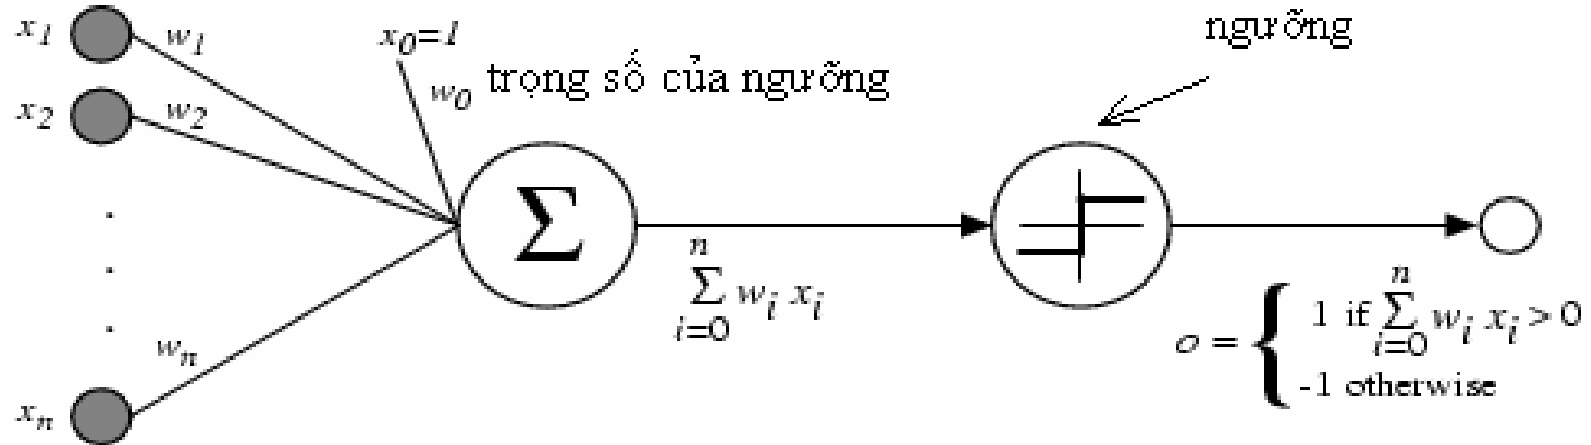 x1
w1
x0=1
ngưỡng
w0 trọng số của ngưỡng
x2
w2
.
.
.
Σ
n
Σ wi xi
i=0
wn
xn
n
o = { 1 if Σ wi xi > 0
i=0
-1 otherwise